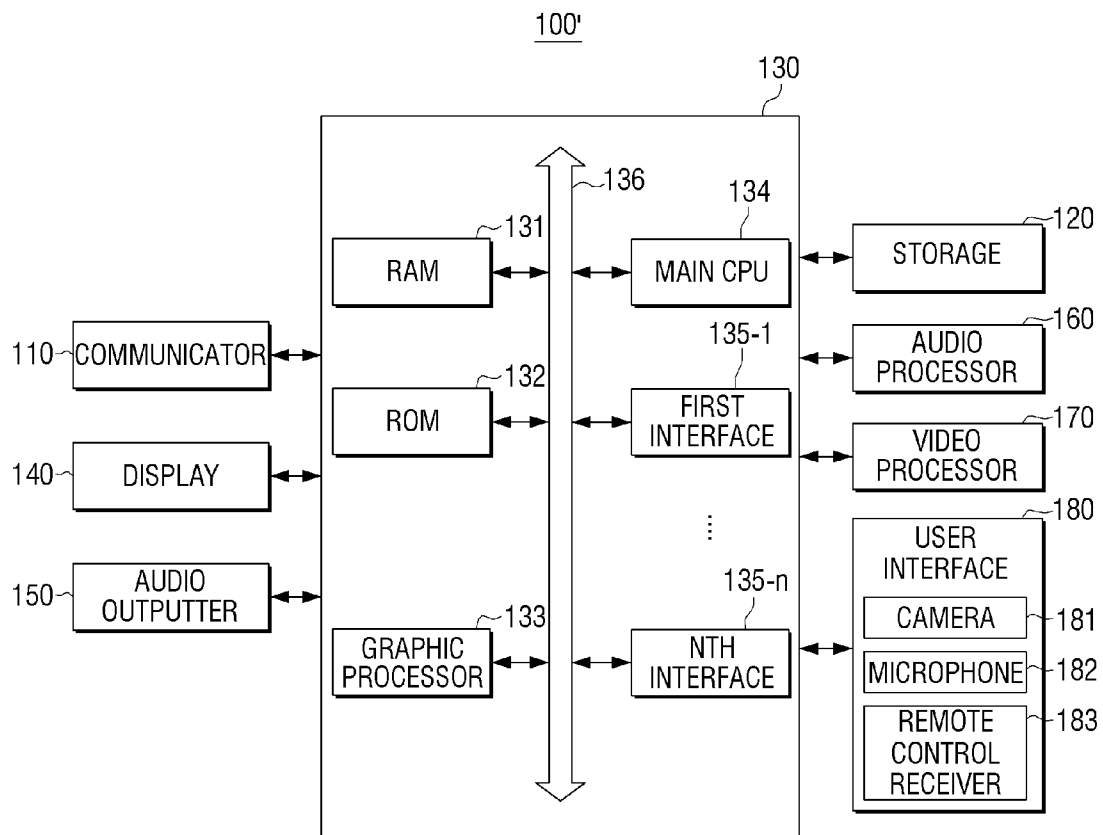 100'
130
136
131
RAM
134
MAIN CPU
120
STORAGE
110
COMMUNICATOR
132
ROM
135-1
FIRST
INTERFACE
160
AUDIO
PROCESSOR
140
DISPLAY
170
VIDEO
PROCESSOR
....
150
AUDIO
OUTPUTTER
133
GRAPHIC
PROCESSOR
135-n
NTH
INTERFACE
180
USER
INTERFACE
CAMERA
181
MICROPHONE
182
REMOTE
CONTROL
RECEIVER
183